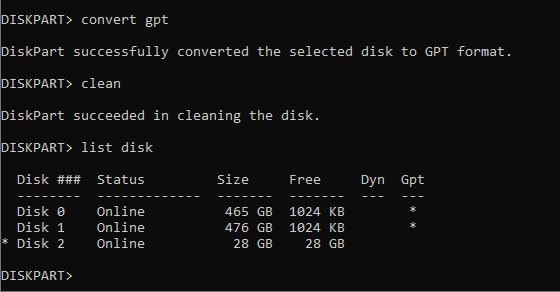 DISKPART> convert gpt
DiskPart successfully converted the selected disk to GPT format.
DISKPART> clean
DiskPart succeeded in cleaning the disk.
DISKPART> list disk
  Disk ###  Status         Size     Free     Dyn  Gpt
  --------  -------------  -------  -------  ---  ---
  Disk 0    Online          465 GB  1024 KB        *
  Disk 1    Online          476 GB  1024 KB        *
* Disk 2    Online           28 GB    28 GB
DISKPART>